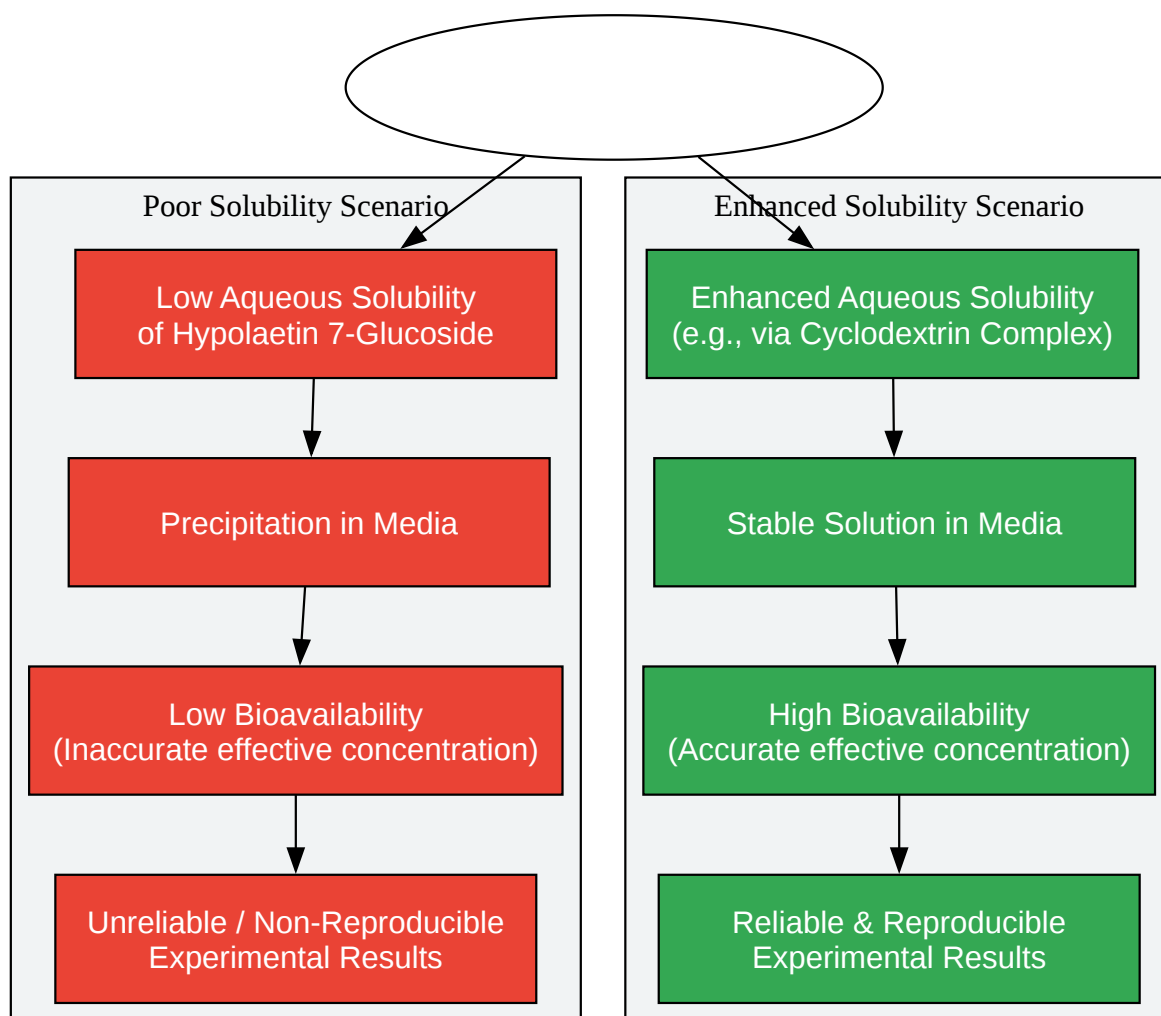 Poor Solubility Scenario
Low Aqueous Solubility
of Hypolaetin 7-Glucoside
Precipitation in Media
Low Bioavailability
(Inaccurate effective concentration)
Unreliable / Non-Reproducible
Experimental Results
Enhanced Solubility Scenario
Enhanced Aqueous Solubility
(e.g., via Cyclodextrin Complex)
Stable Solution in Media
High Bioavailability
(Accurate effective concentration)
Reliable & Reproducible
Experimental Results